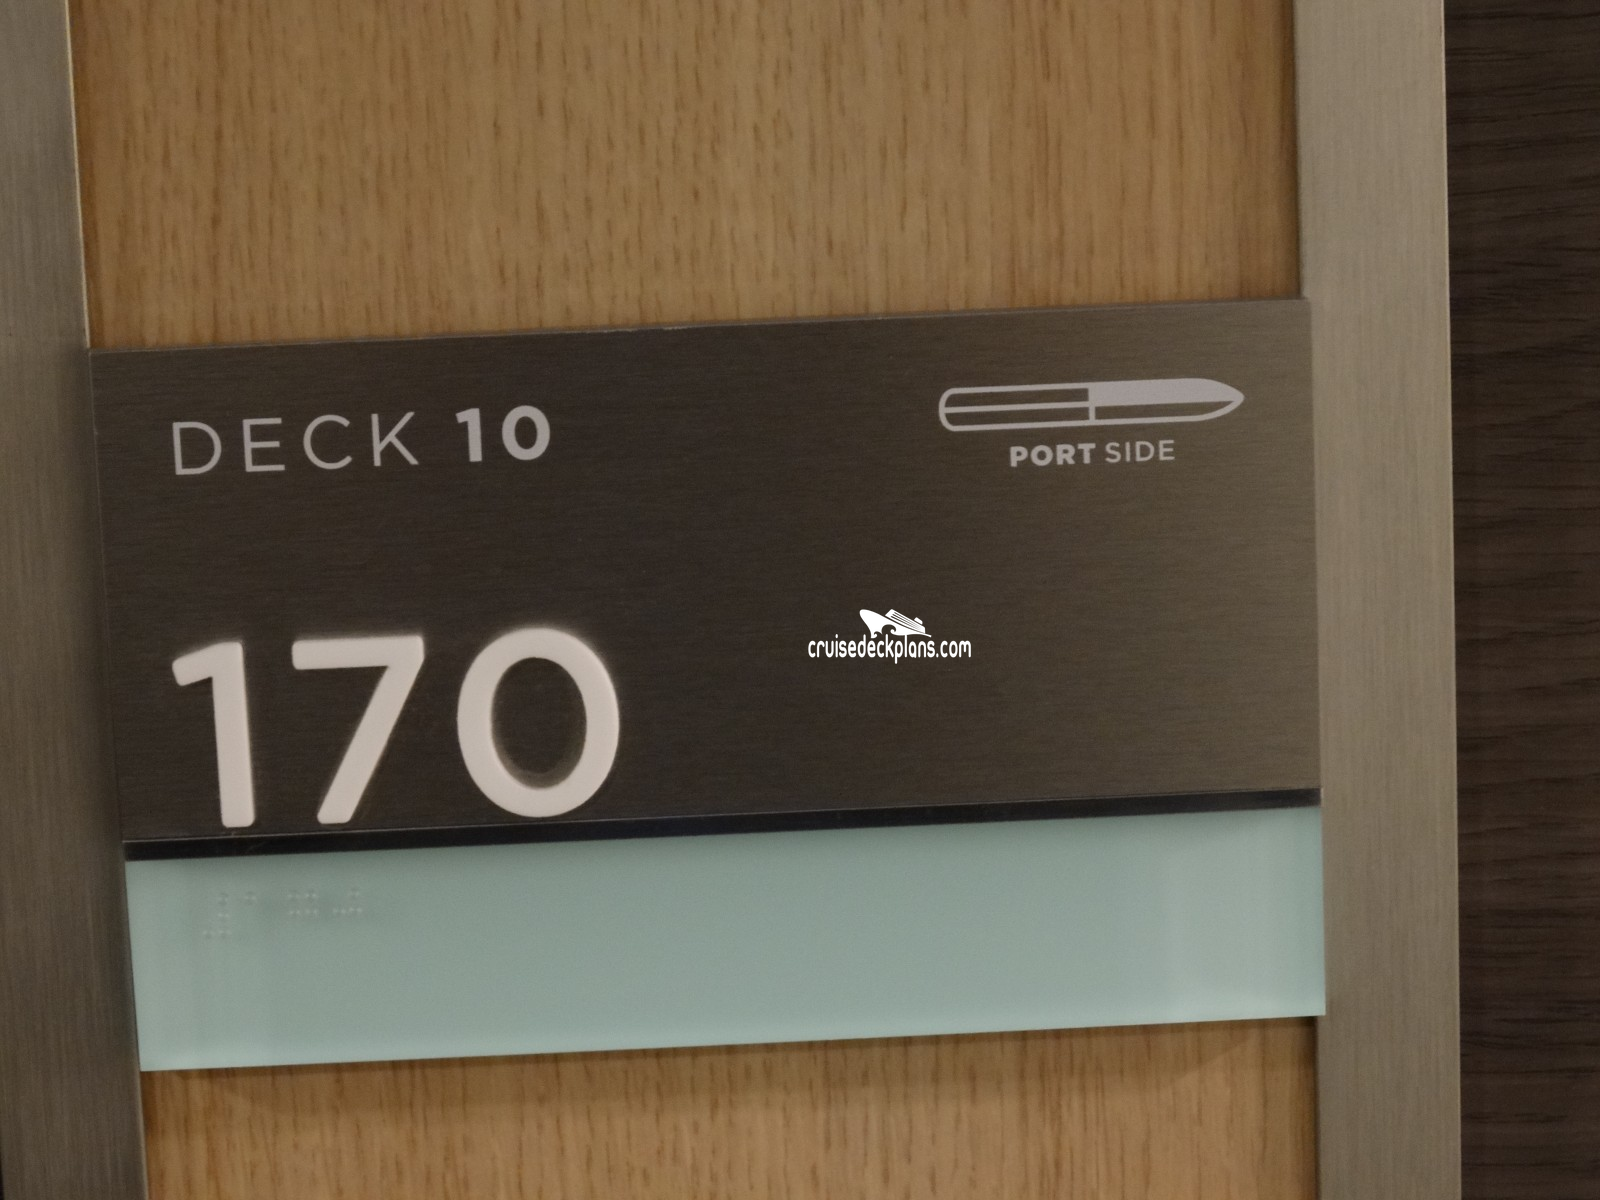 DECK 10
PORT SIDE
170
cruisedeckplans.com